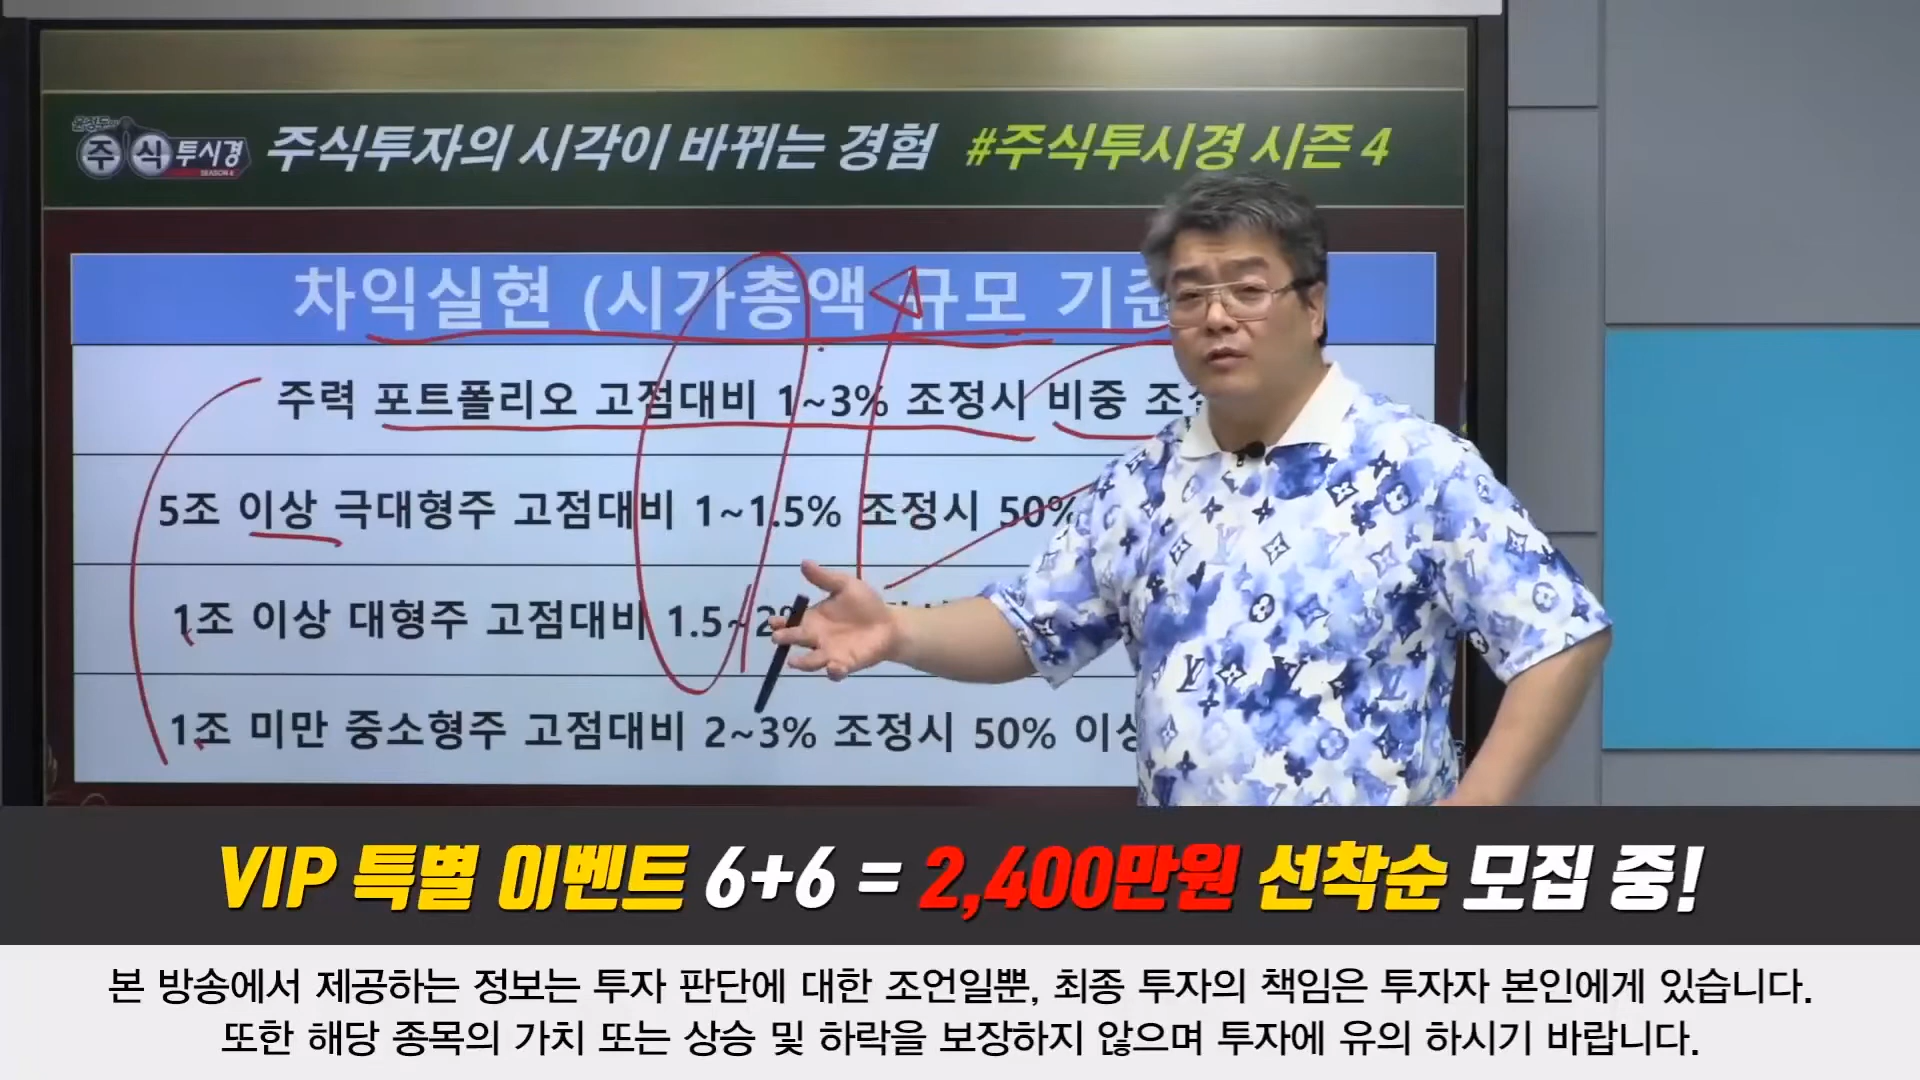 윤정두의
주식투시경
SEASON 4
주식투자의 시각이 바뀌는 경험 #주식투시경 시즌 4
차익실현 (시가총액 규모 기준
주력 포트폴리오 고점대비 1~3% 조정시 비중
5조 이상 극대형주 고점대비 1~1.5% 조정시 50%
1조 이상 대형주 고점대비 1.5~2%
1조 미만 중소형주 고점대비 2~3% 조정시 50% 이상
VIP 특별 이벤트 6+6 = 2,400만원 선착순 모집 중!
본 방송에서 제공하는 정보는 투자 판단에 대한 조언일뿐, 최종 투자의 책임은 투자자 본인에게 있습니다.
또한 해당 종목의 가치 또는 상승 및 하락을 보장하지 않으며 투자에 유의 하시기 바랍니다.